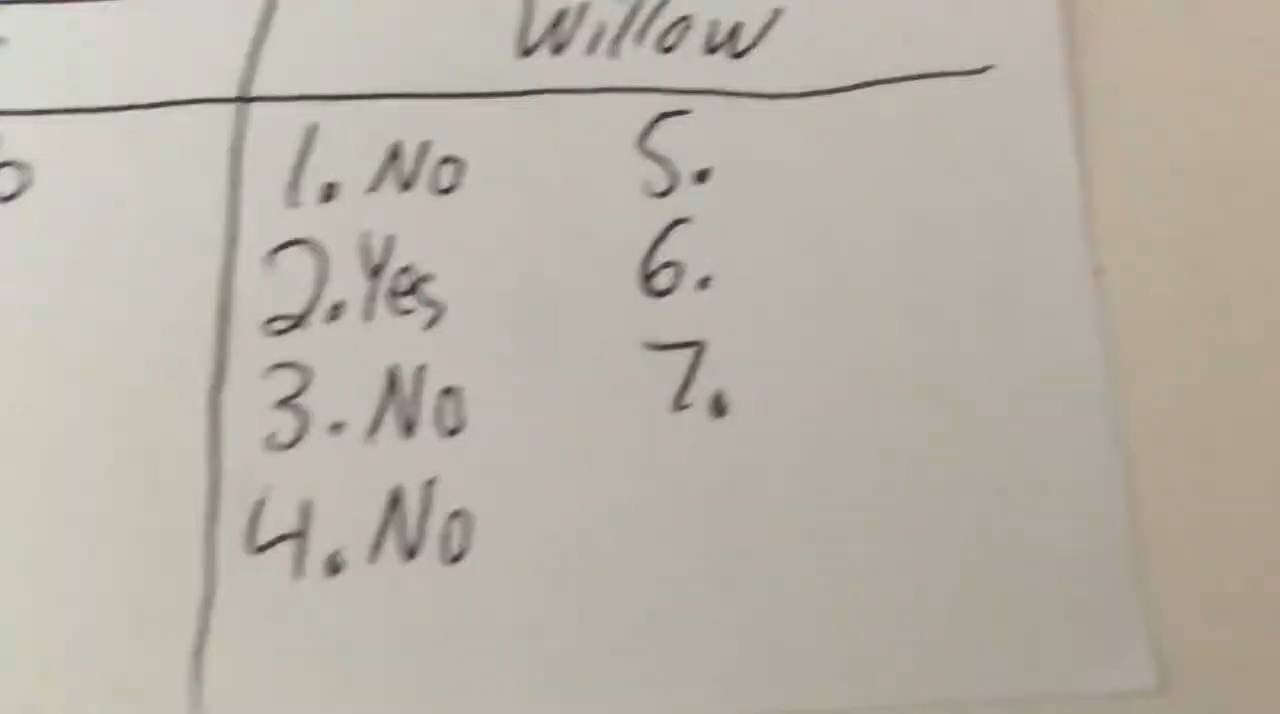 Willow
1. No
2. Yes
3. No
4. No
5.
6.
7.